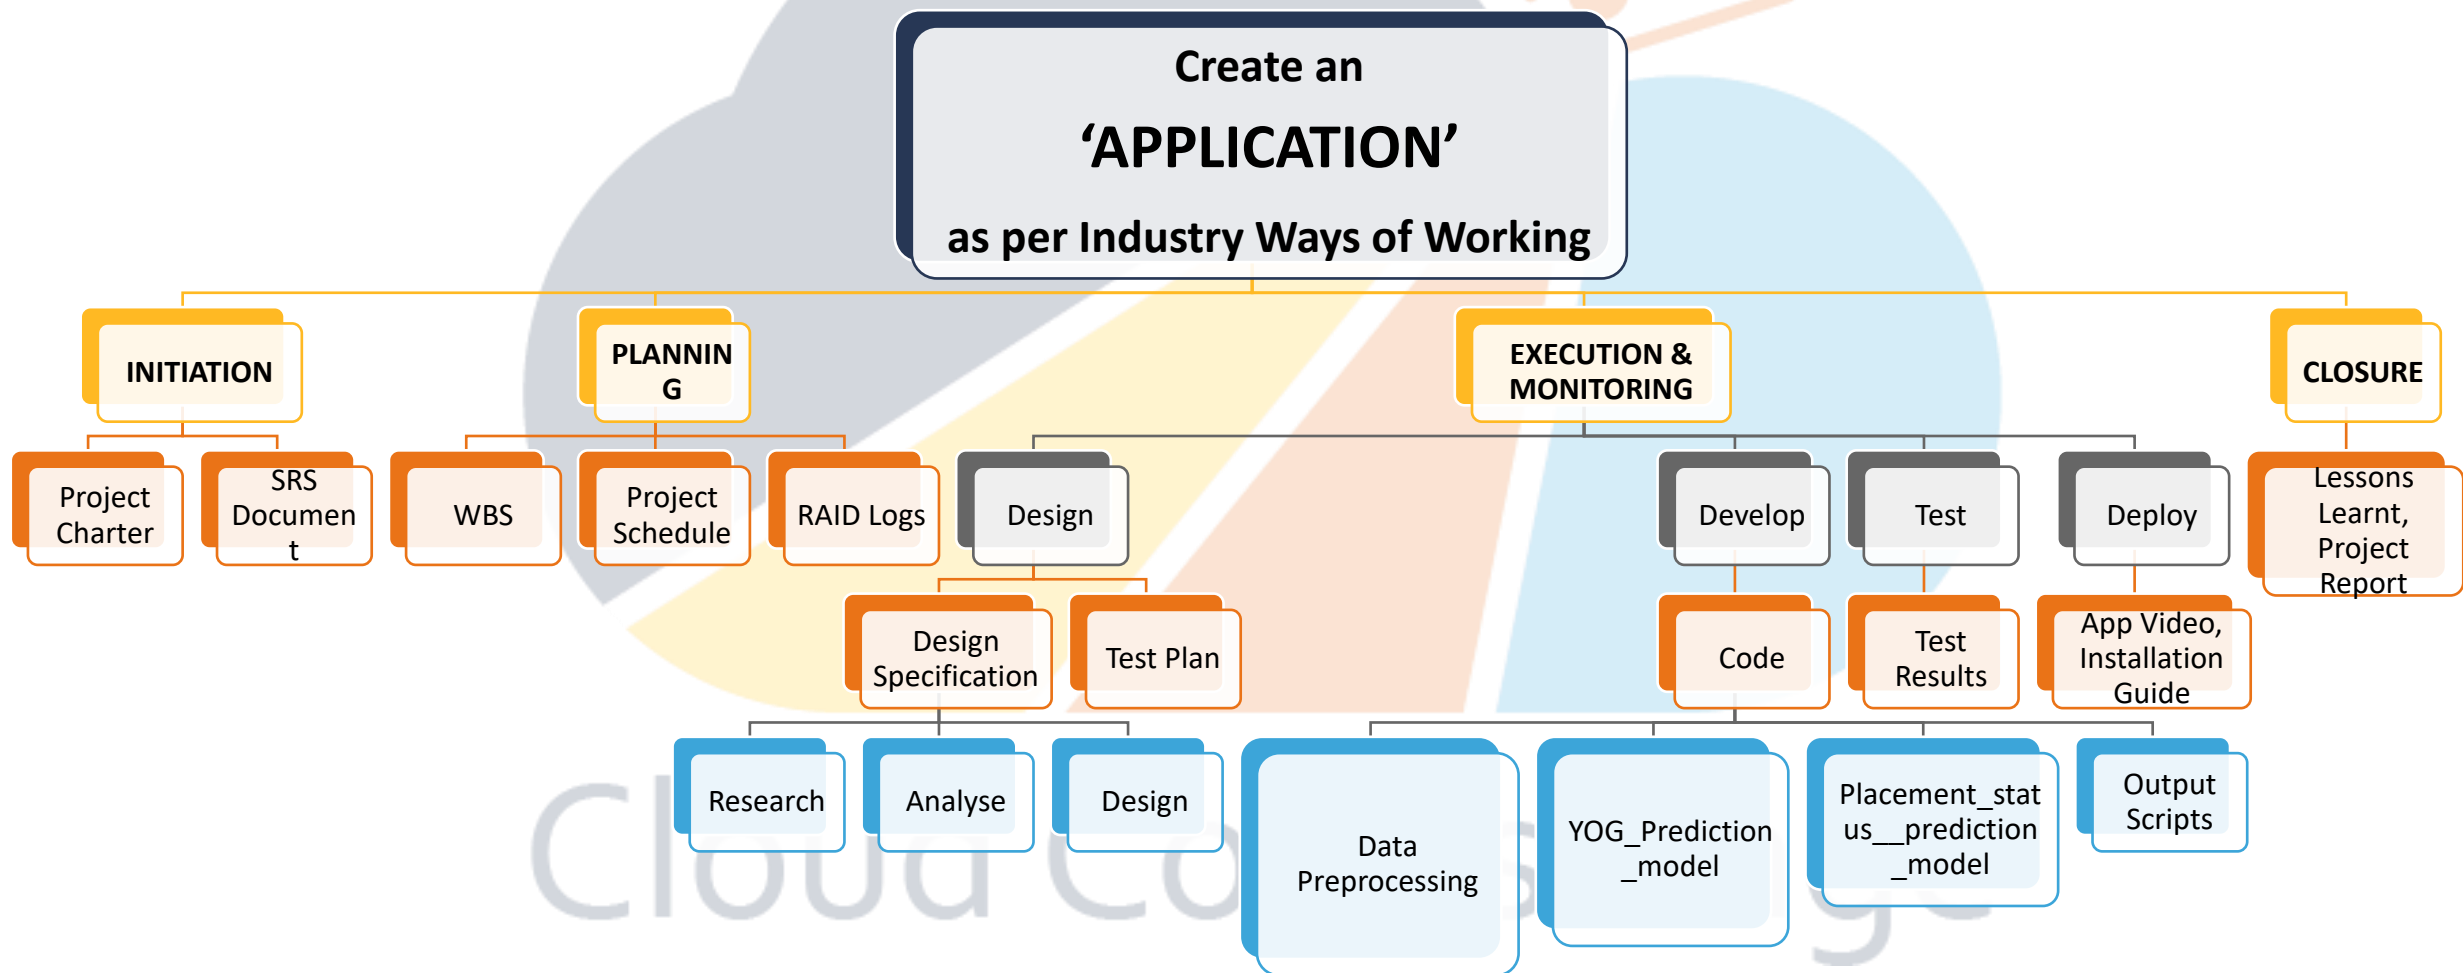 Create an
‘APPLICATION’
as per Industry Ways of Working
INITIATION
PLANNIN
G
EXECUTION &
MONITORING
CLOSURE
Project
Charter
SRS
Documen
t
WBS
Project
Schedule
RAID Logs
Design
Develop
Test
Deploy
Lessons
Learnt,
Project
Report
Design
Specification
Test Plan
Code
Test
Results
App Video,
Installation
Guide
Research
Analyse
Design
Data
Preprocessing
YOG_Prediction
_model
Placement_stat
us__prediction
_model
Output
Scripts
Cloud